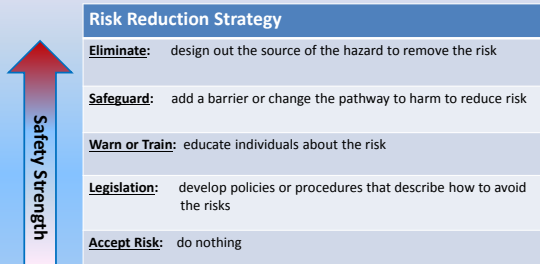 Risk Reduction Strategy
Eliminate: design out the source of the hazard to remove the risk
Safeguard: add a barrier or change the pathway to harm to reduce risk
Warn or Train: educate individuals about the risk
Legislation: develop policies or procedures that describe how to avoid
the risks
Accept Risk: do nothing
Safety Strength